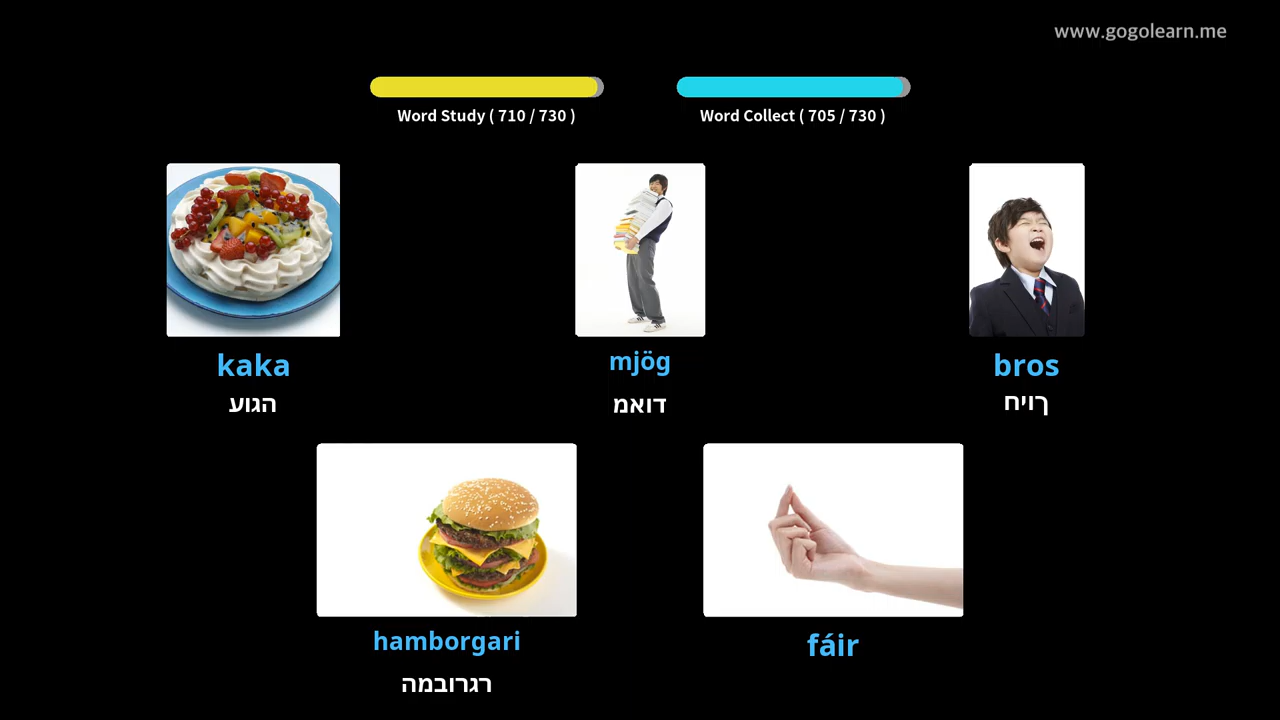 www.gogolearn.me
Word Study ( 710 / 730 )
Word Collect ( 705 / 730 )
kaka
הגוע
mjög
דואמ
bros
ךויח
hamborgari
רגרובמה
fáir